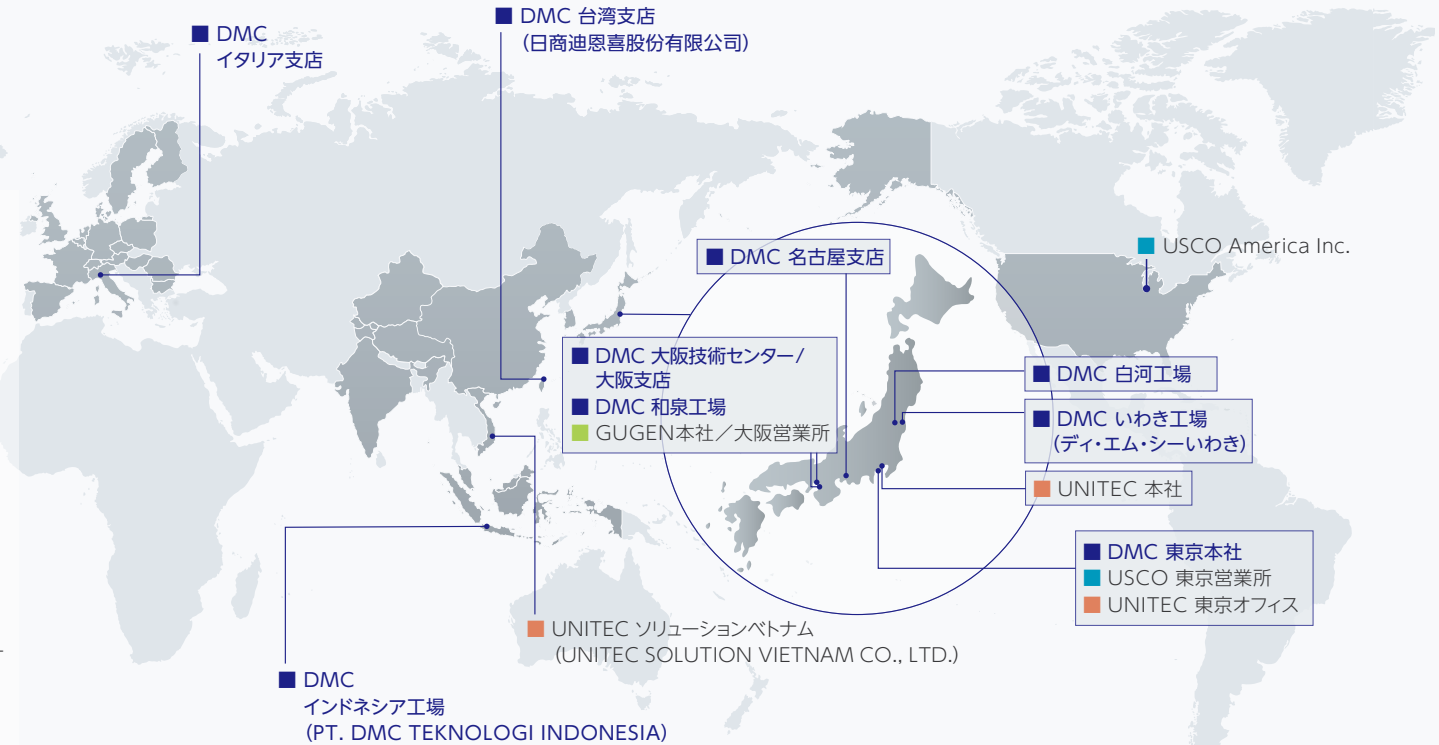 DMC
イタリア支店
DMC 台湾支店
（日商迪恩喜股份有限公司）
USCO America Inc.
DMC 名古屋支店
DMC 大阪技術センター/
大阪支店
DMC 和泉工場
GUGEN本社／大阪営業所
DMC 白河工場
DMC いわき工場
（ディ・エム・シーいわき）
UNITEC 本社
DMC 東京本社
USCO 東京営業所
UNITEC 東京オフィス
UNITEC ソリューションベトナム
（UNITEC SOLUTION VIETNAM CO., LTD.）
DMC
インドネシア工場
（PT. DMC TEKNOLOGI INDONESIA）